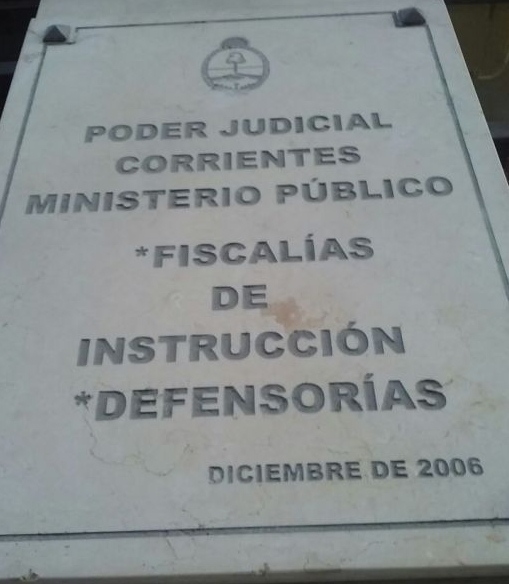 PODER JUDICIAL
CORRIENTES
MINISTERIO PÚBLICO
*FISCALÍAS
DE
INSTRUCCIÓN
*DEFENSORÍAS
DICIEMBRE DE 2006